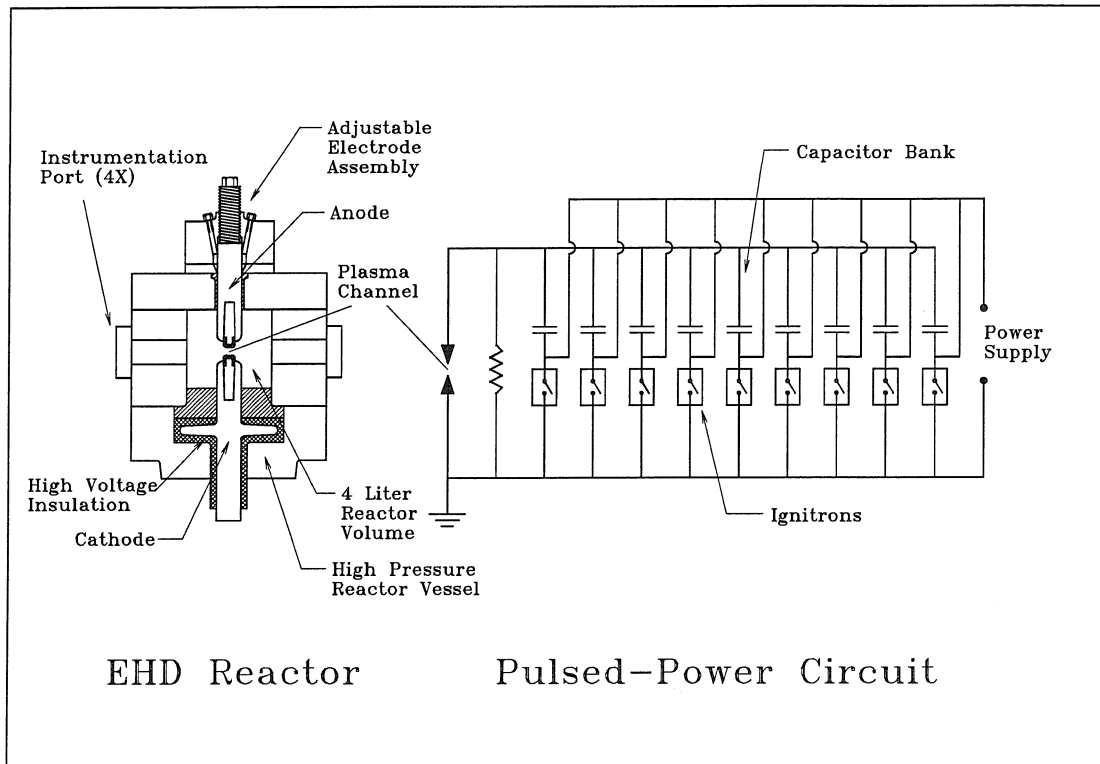 Adjustable
Electrode
Assembly
Instrumentation
Port (4X)
Anode
Plasma
Channel
High Voltage
Insulation
Cathode
4 Liter
Reactor
Volume
High Pressure
Reactor Vessel
Capacitor Bank
Power
Supply
Ignitrons
EHD Reactor
Pulsed-Power Circuit